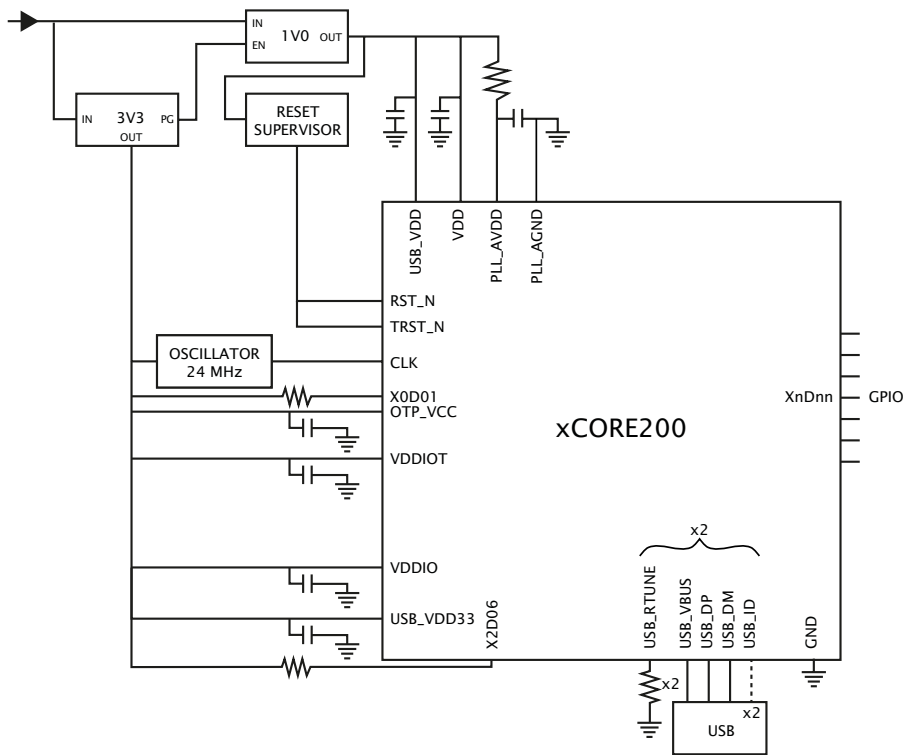 IN
1V0 OUT
EN
IN
3V3
PG
OUT
RESET
SUPERVISOR
USB_VDD
VDD
PLL_AVDD
PLL_AGND
RST_N
TRST_N
OSCILLATOR
24 MHz
CLK
X0D01
OTP_VCC
XnDnn
GPIO
xCORE200
VDDIOT
x2
VDDIO
USB_VDD33
X2D06
USB_RTUNE
USB_VBUS
USB_DP
USB_DM
USB_ID
GND
x2
x2
USB